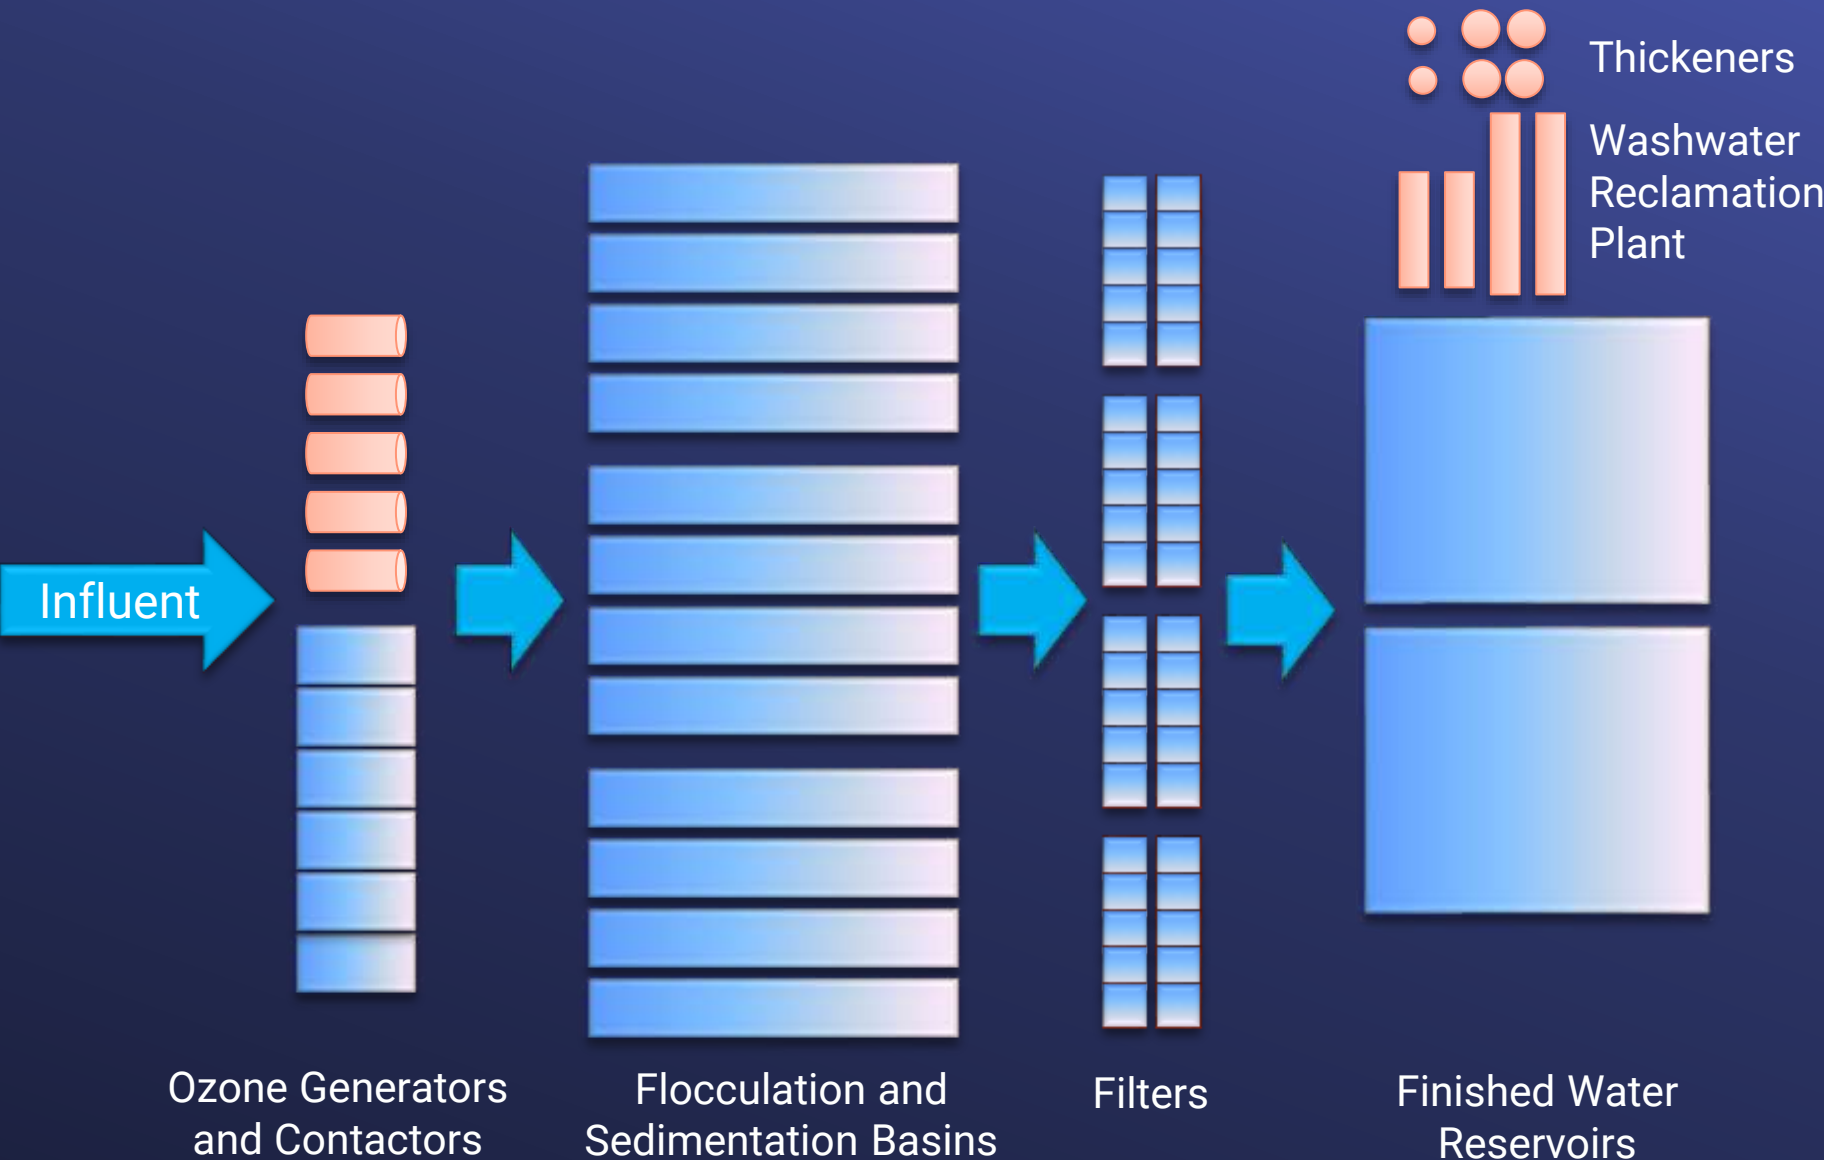 Thickeners
Washwater
Reclamation
Plant
Influent
Ozone Generators
and Contactors
Flocculation and
Sedimentation Basins
Filters
Finished Water
Reservoirs